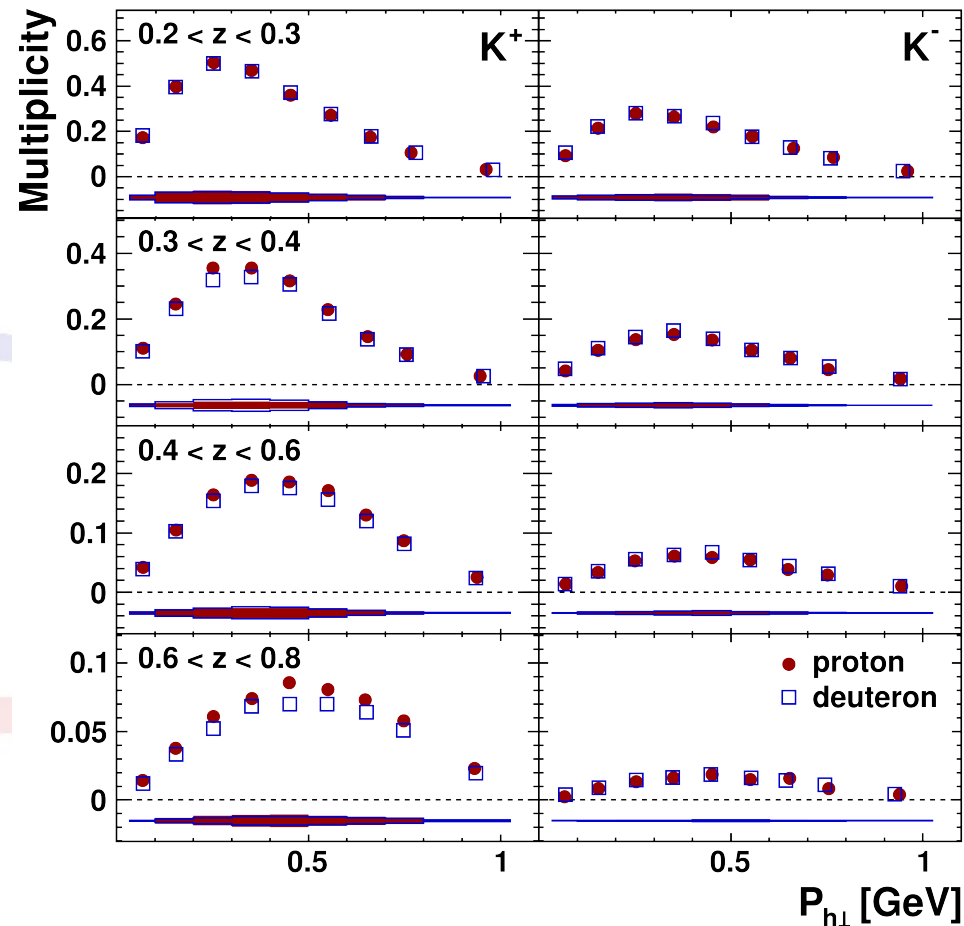 Multiplicity
0.2 < z < 0.3
K+
K-
0.6
0.4
0.2
0
0.3 < z < 0.4
0.4
0.2
0
0.4 < z < 0.6
0.2
0.1
0
0.6 < z < 0.8
proton
deuteron
0.1
0.05
0
0.5
1
0.5
1
Ph⊥ [GeV]